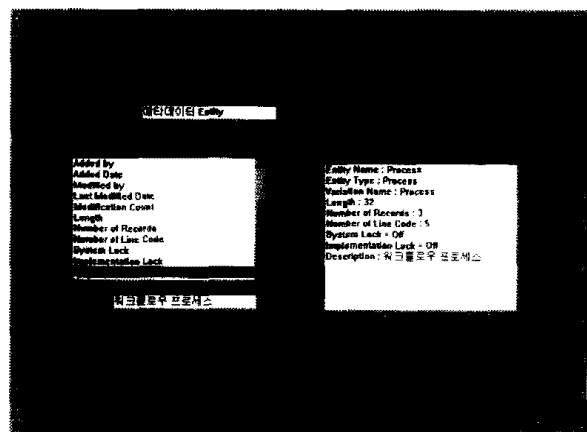 메타데이터 Entity
Added by
Added Date
Modified by
Last Modified Date
Modification Count
Length
Number of Records
Number of Line Code
System Lock
Implementation Lock
워크플로우 프로세스
Entity Name : Process
Entity Type : Process
Variation Name : Process
Length : 32
Number of Records : 3
Number of Line Code : 5
System Lock = Off
Implementation Lock = Off
Description : 워크플로우 프로세스